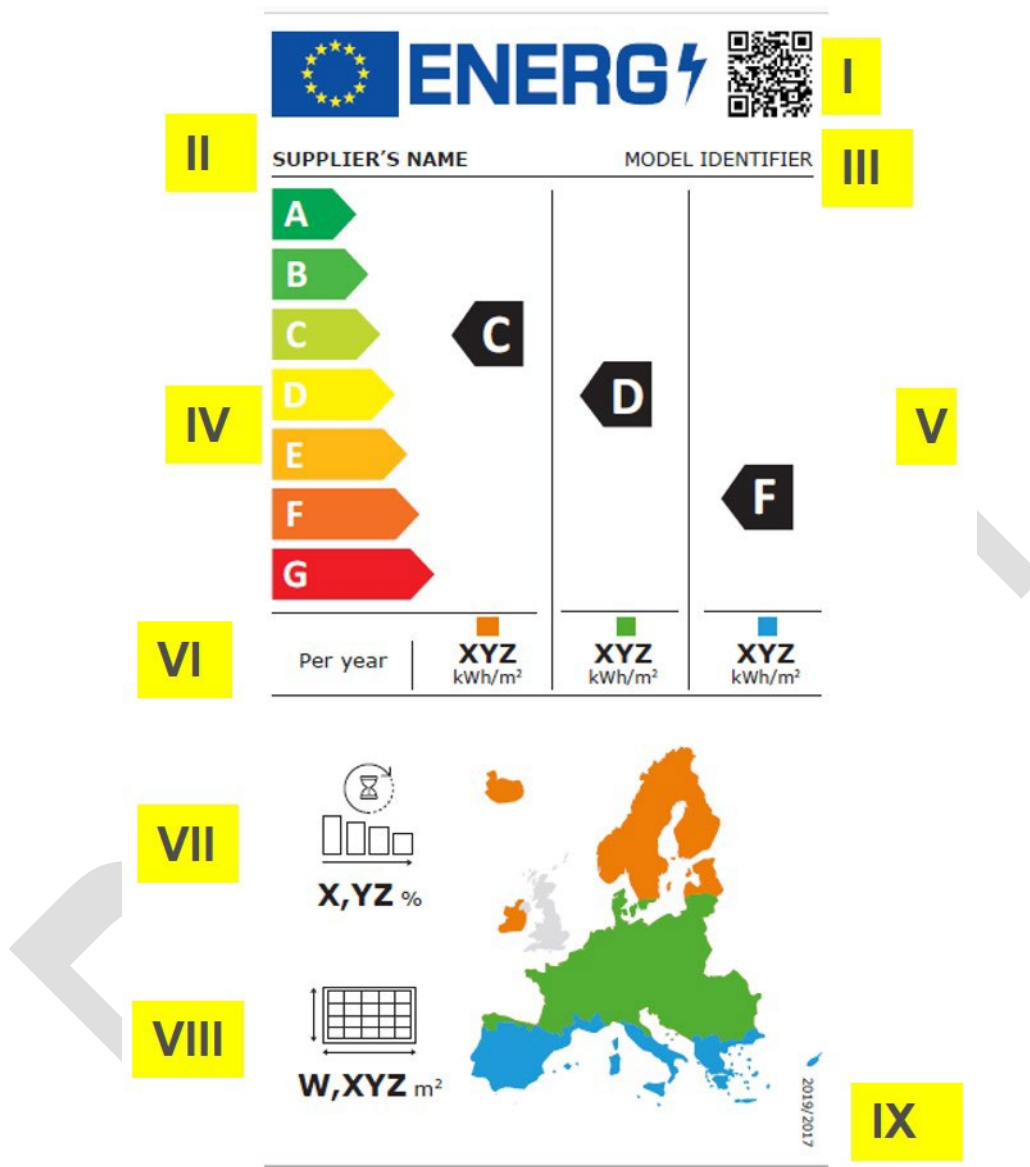 ENERG
I
II
SUPPLIER'S NAME MODEL IDENTIFIER
III
A
B
C C
D D
IV
V
E
F F
G
VI
Per year XYZ XYZ XYZ
kWh/m² kWh/m² kWh/m²
VII
X,YZ %
VIII
W,XYZ m²
2019/2017
IX